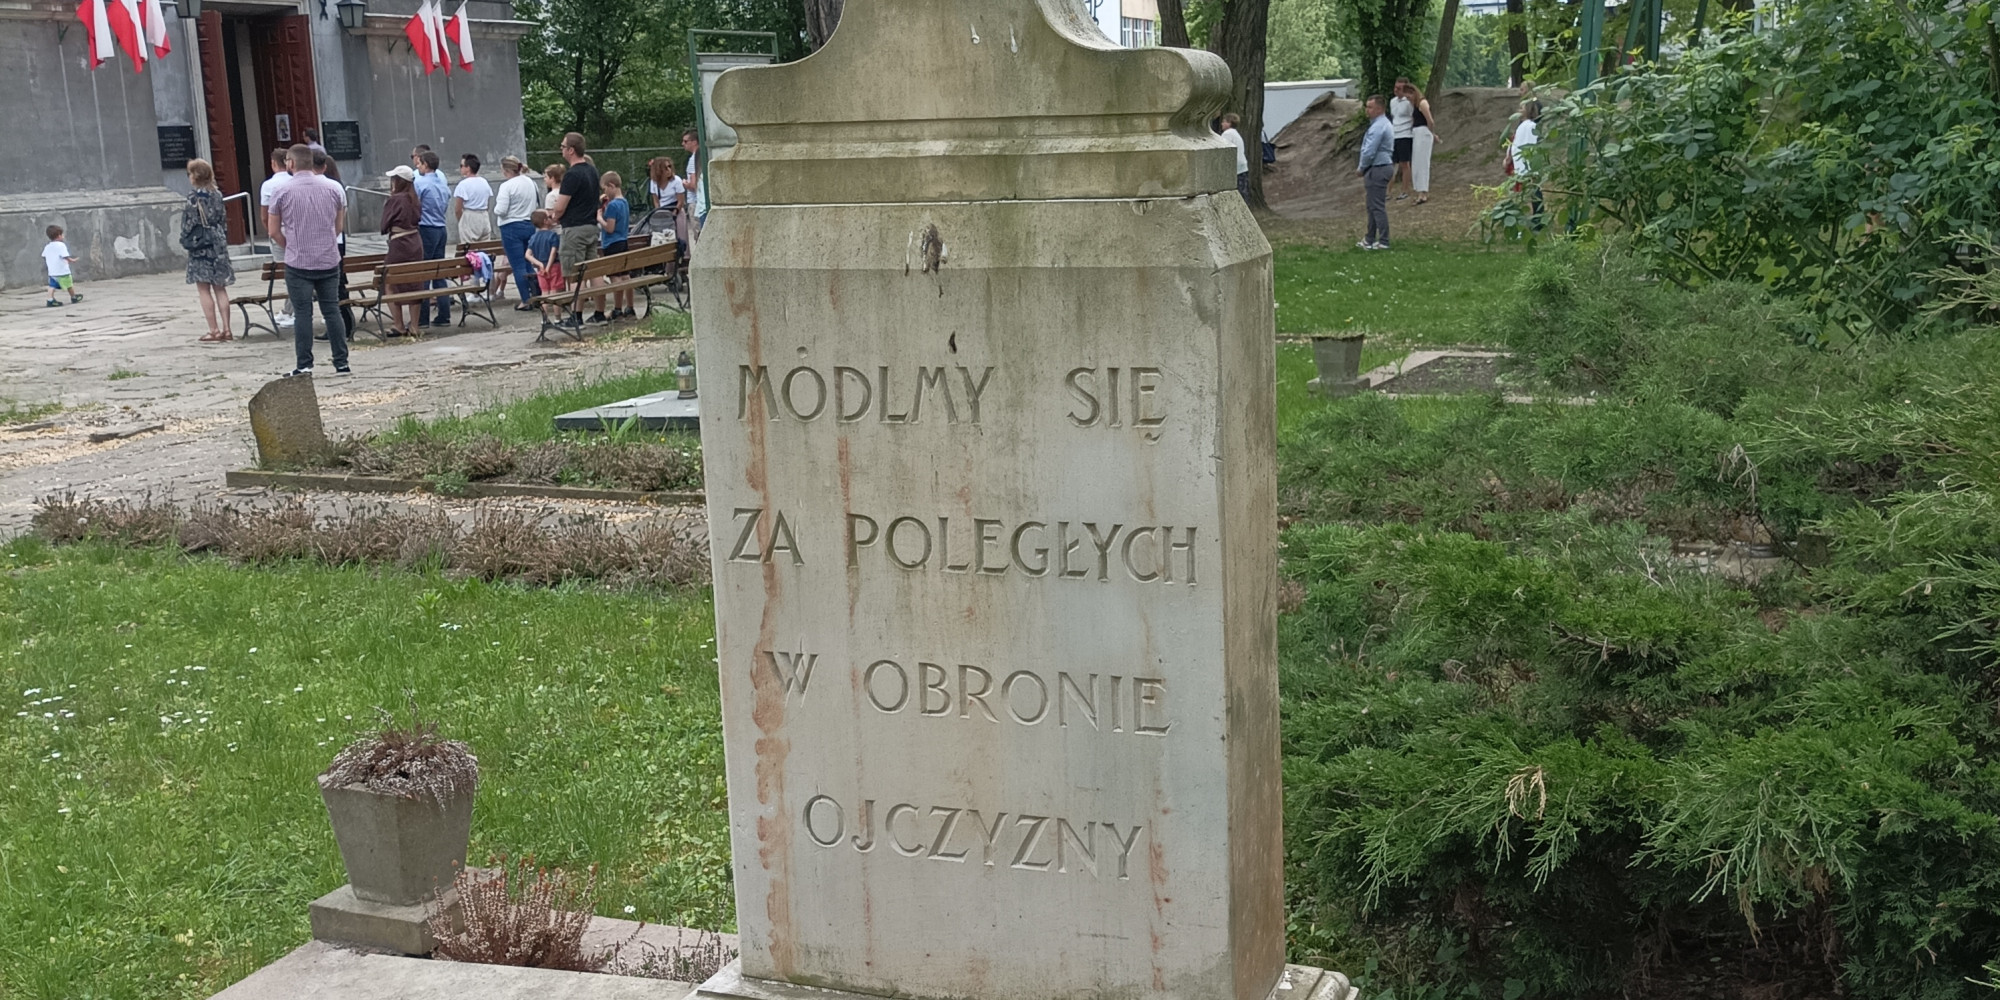 MÓDLMY SIĘ
ZA POLEGŁYCH
W OBRONIE
OJCZYZNY